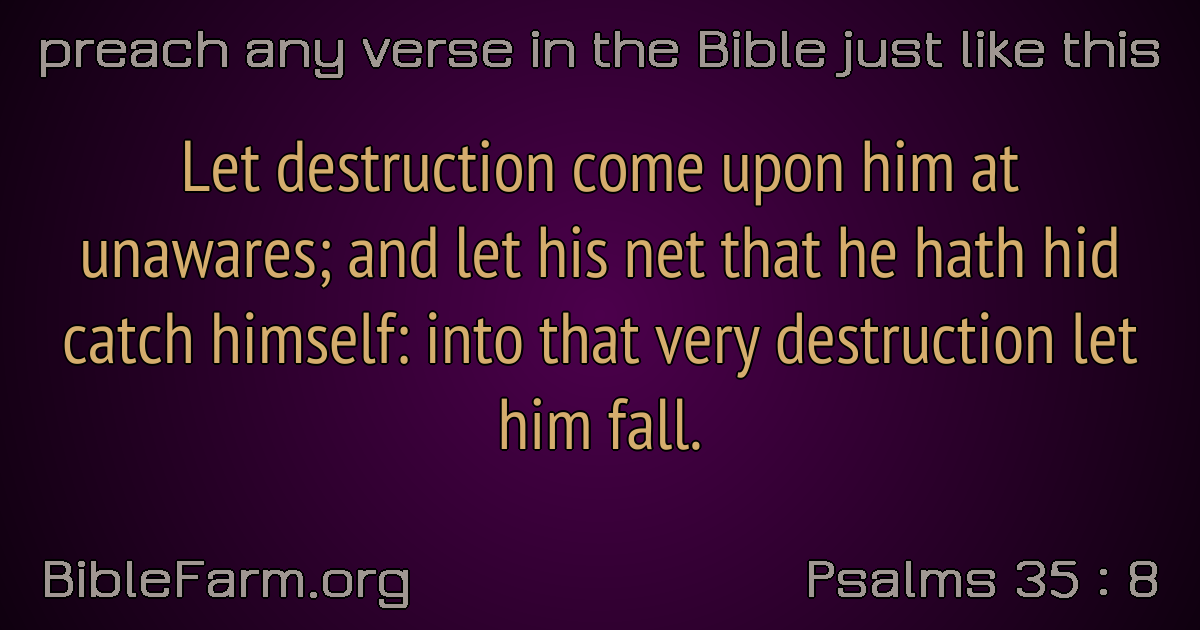 preach any verse in the Bible just like this
Let destruction come upon him at
unawares; and let his net that he hath hid
catch himself: into that very destruction let
him fall.
BibleFarm.org
Psalms 35 : 8